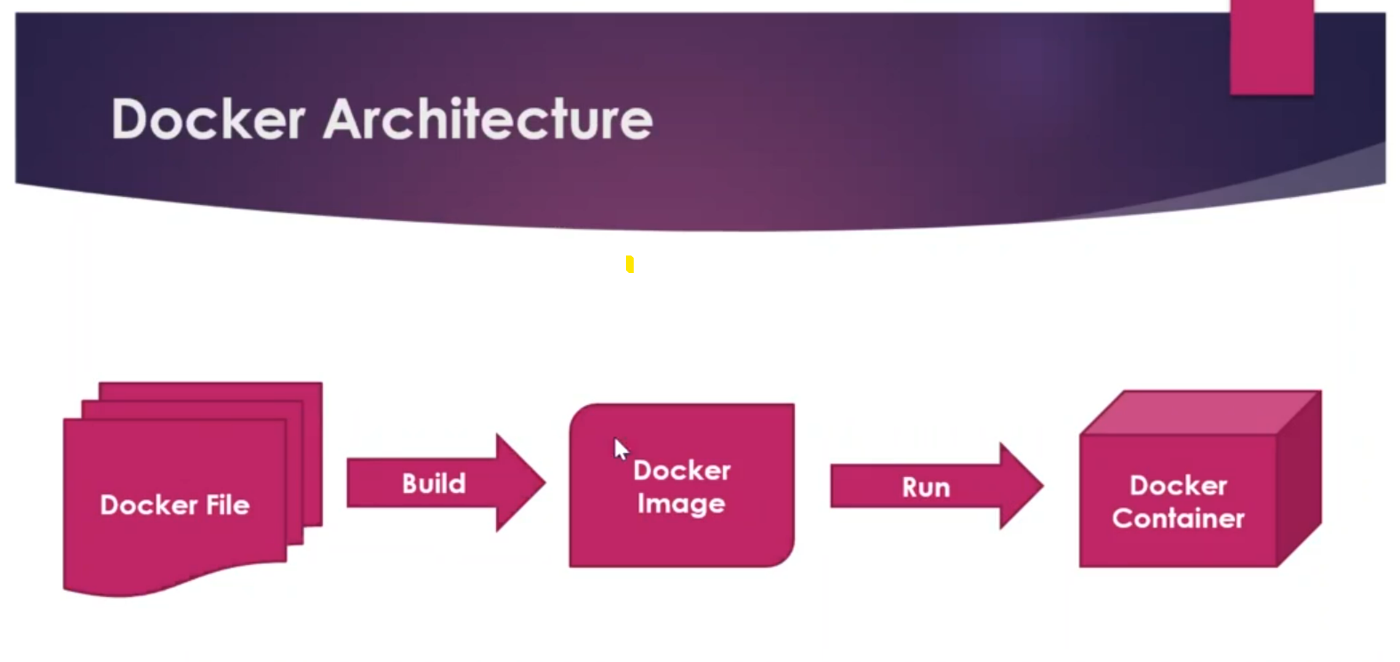 Docker Architecture
Docker File
Build
Docker
Image
Run
Docker
Container